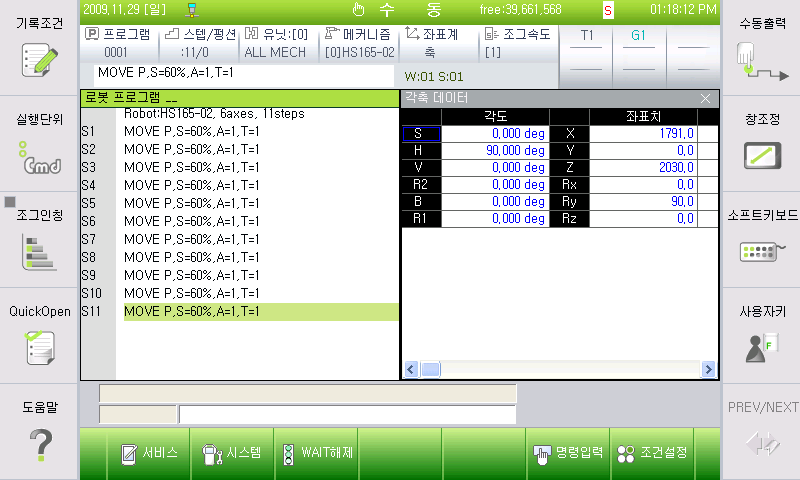 2009,11,29 [일] 수 동 free:39,661,568 S 01:18:12 PM
기록조건
실행단위
Cmd
조그인칭
QuickOpen
도움말
P 프로그램
0001
스텝/펑션
:11/0
유닛:[0]
ALL MECH
메커니즘
[0]HS165-02
좌표계
축
조그속도
[1]
T1
G1
MOVE P,S=60%,A=1,T=1
W:01 S:01
로봇 프로그램 __
Robot:HS165-02, 6axes, 11steps
S1 MOVE P,S=60%,A=1,T=1
S2 MOVE P,S=60%,A=1,T=1
S3 MOVE P,S=60%,A=1,T=1
S4 MOVE P,S=60%,A=1,T=1
S5 MOVE P,S=60%,A=1,T=1
S6 MOVE P,S=60%,A=1,T=1
S7 MOVE P,S=60%,A=1,T=1
S8 MOVE P,S=60%,A=1,T=1
S9 MOVE P,S=60%,A=1,T=1
S10 MOVE P,S=60%,A=1,T=1
S11 MOVE P,S=60%,A=1,T=1
각축 데이터
각도 좌표치
S 0,000 deg X 1791,0
H 90,000 deg Y 0,0
V 0,000 deg Z 2030,0
R2 0,000 deg Rx 0,0
B 0,000 deg Ry 90,0
R1 0,000 deg Rz 0,0
수동출력
창조정
소프트키보드
사용자키
F
PREV/NEXT
서비스
시스템
WAIT해제
명령입력
조건설정